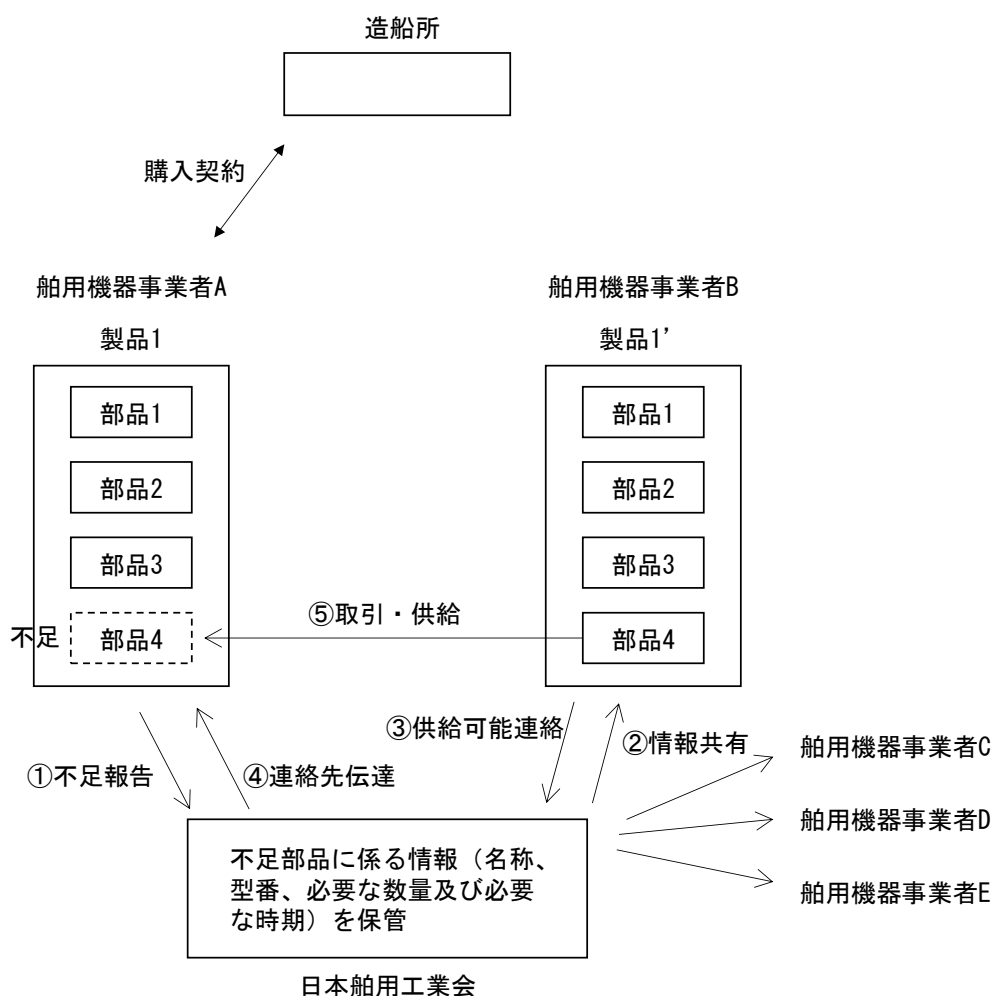 造船所
購入契約
舶用機器事業者A
舶用機器事業者B
製品1
製品1’
部品1
部品2
部品3
不足
部品4
部品1
部品2
部品3
部品4
⑤取引・供給
①不足報告
④連絡先伝達
③供給可能連絡
②情報共有
舶用機器事業者C
舶用機器事業者D
舶用機器事業者E
不足部品に係る情報（名称、
型番、必要な数量及び必要
な時期）を保管
日本舶用工業会